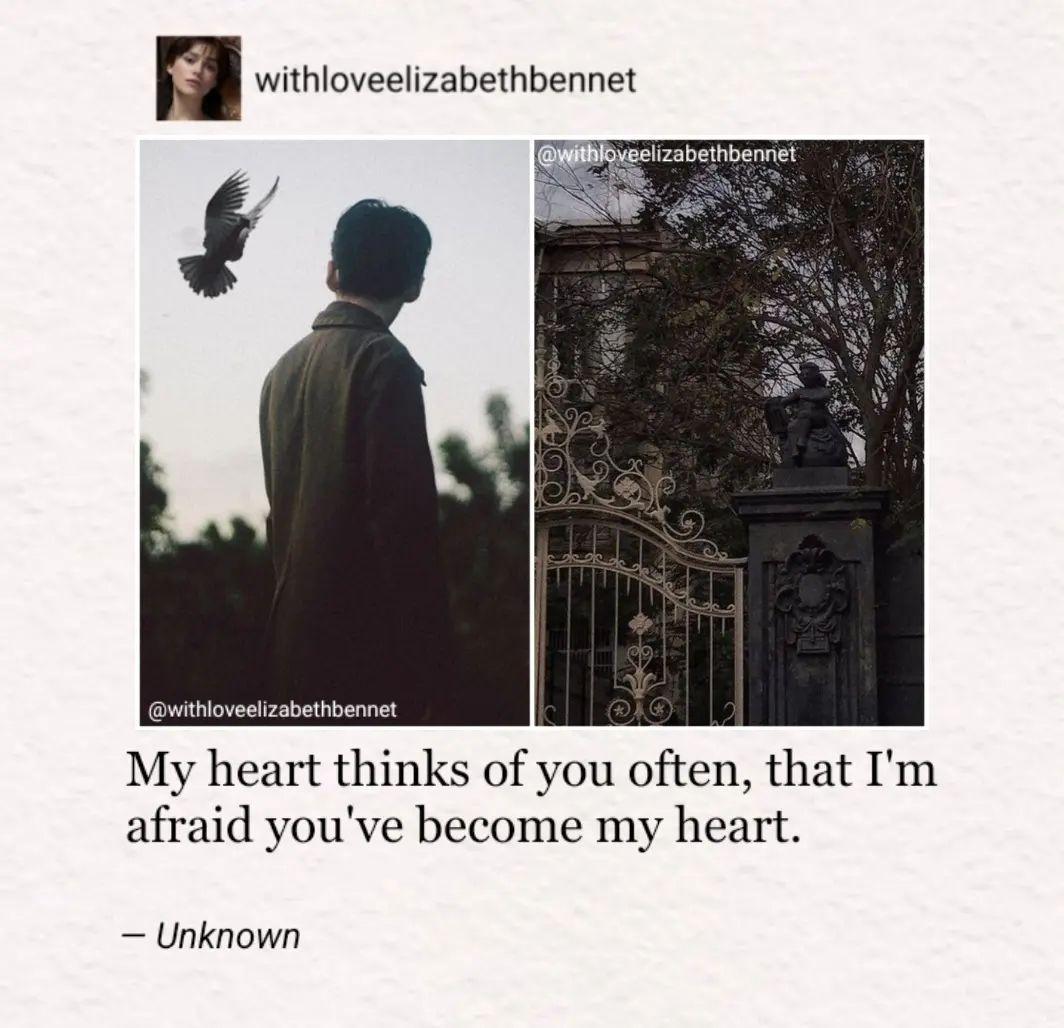 withloveelizabethbennet
@withloveelizabethbennet
@withloveelizabethbennet
My heart thinks of you often, that I'm
afraid you've become my heart.
– Unknown